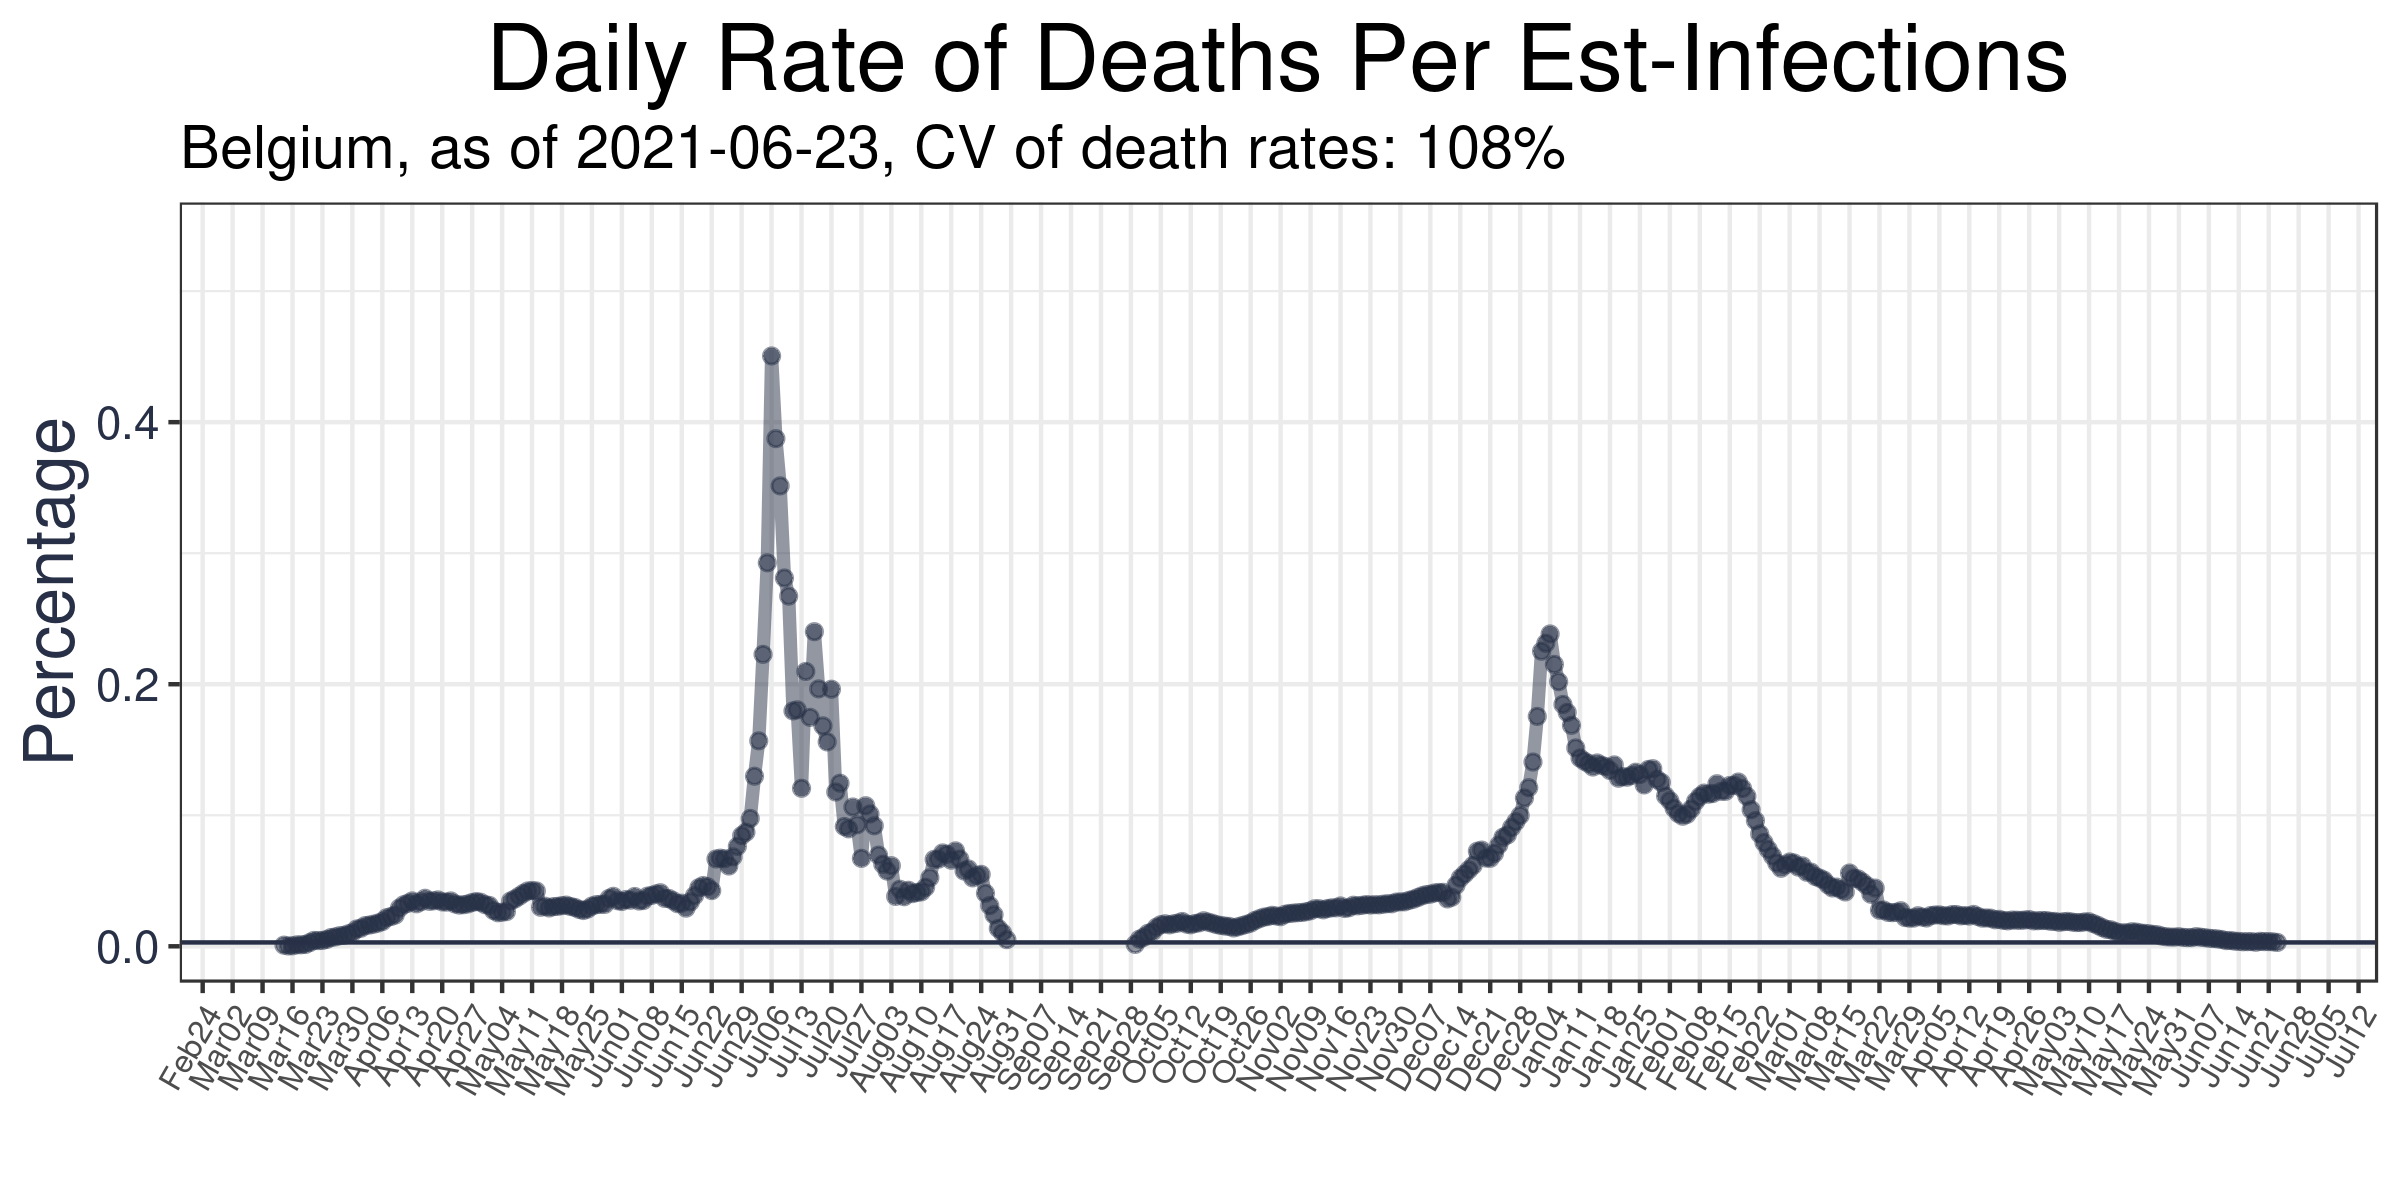 Daily Rate of Deaths Per Est-Infections
Belgium, as of 2021-06-23, CV of death rates: 108%
Percentage
0.4
0.2
0.0
Feb24
Mar02
Mar09
Mar16
Mar23
Mar30
Apr06
Apr13
Apr20
Apr27
May04
May11
May18
May25
Jun01
Jun08
Jun15
Jun22
Jun29
Jul06
Jul13
Jul20
Jul27
Aug03
Aug10
Aug17
Aug24
Aug31
Sep07
Sep14
Sep21
Sep28
Oct05
Oct12
Oct19
Oct26
Nov02
Nov09
Nov16
Nov23
Nov30
Dec07
Dec14
Dec21
Dec28
Jan04
Jan11
Jan18
Jan25
Feb01
Feb08
Feb15
Feb22
Mar01
Mar08
Mar15
Mar22
Mar29
Apr05
Apr12
Apr19
Apr26
May03
May10
May17
May24
May31
Jun07
Jun14
Jun21
Jun28
Jul05
Jul12